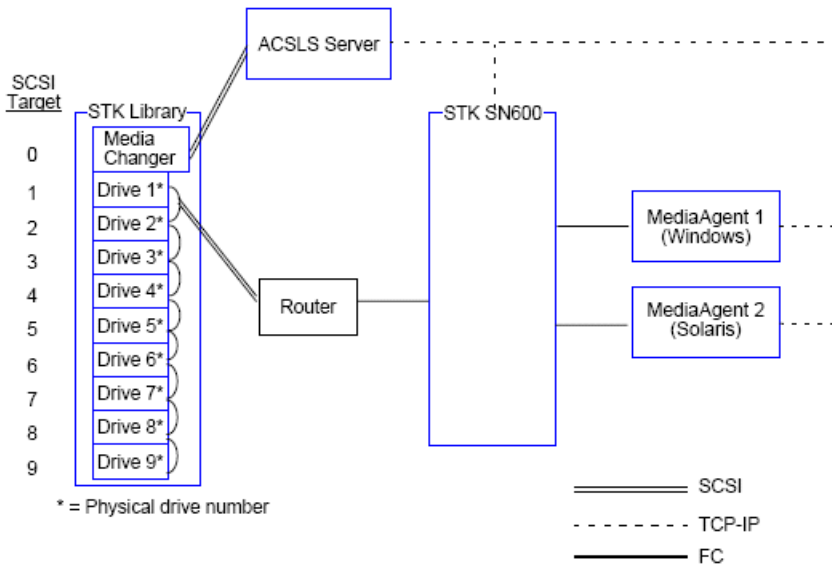 ACSLS Server
SCSI
Target
STK Library
STK SN600
Media
Changer
0
Drive 1*
1
Drive 2*
2
Drive 3*
3
Drive 4*
4
Drive 5*
5
Drive 6*
6
Drive 7*
7
Drive 8*
8
Drive 9*
9
Router
MediaAgent 1
(Windows)
MediaAgent 2
(Solaris)
* = Physical drive number
SCSI
TCP-IP
FC